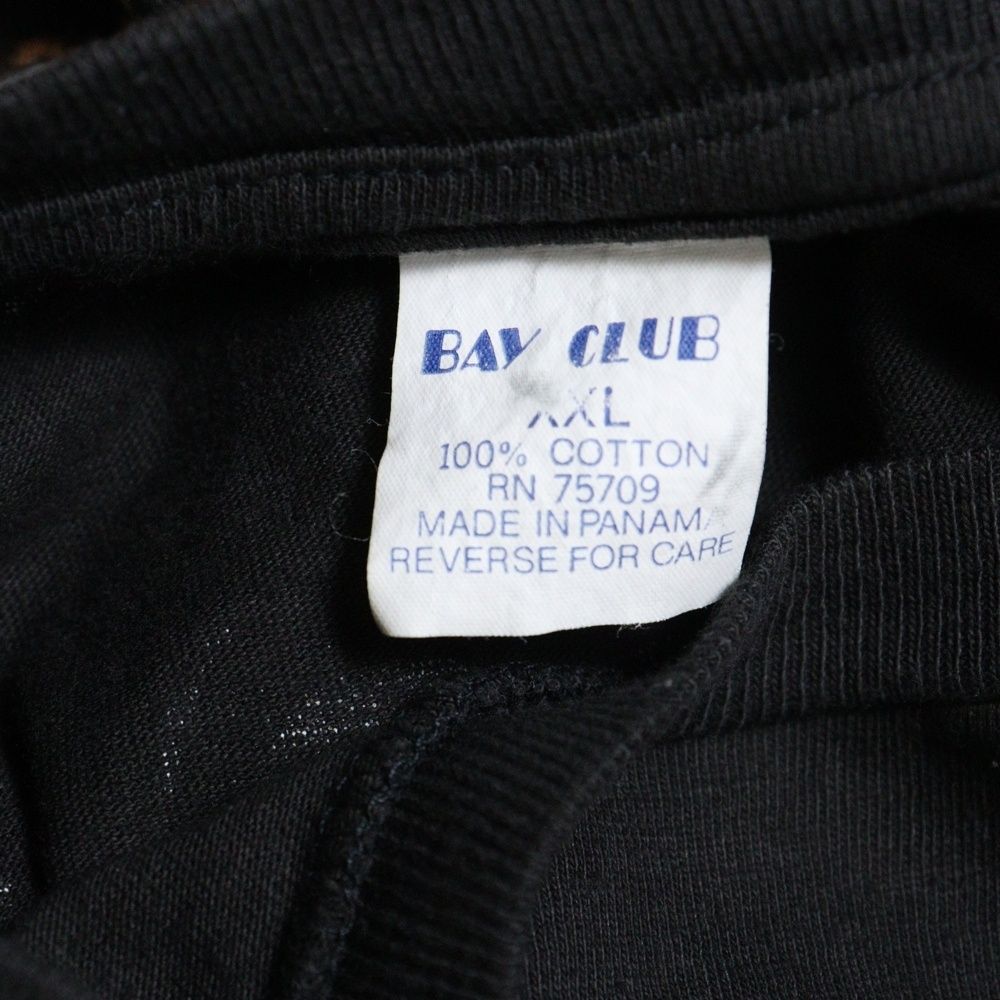 BAY CLUB
XXL
100% COTTON
RN 75709
MADE IN PANAMA
REVERSE FOR CARE